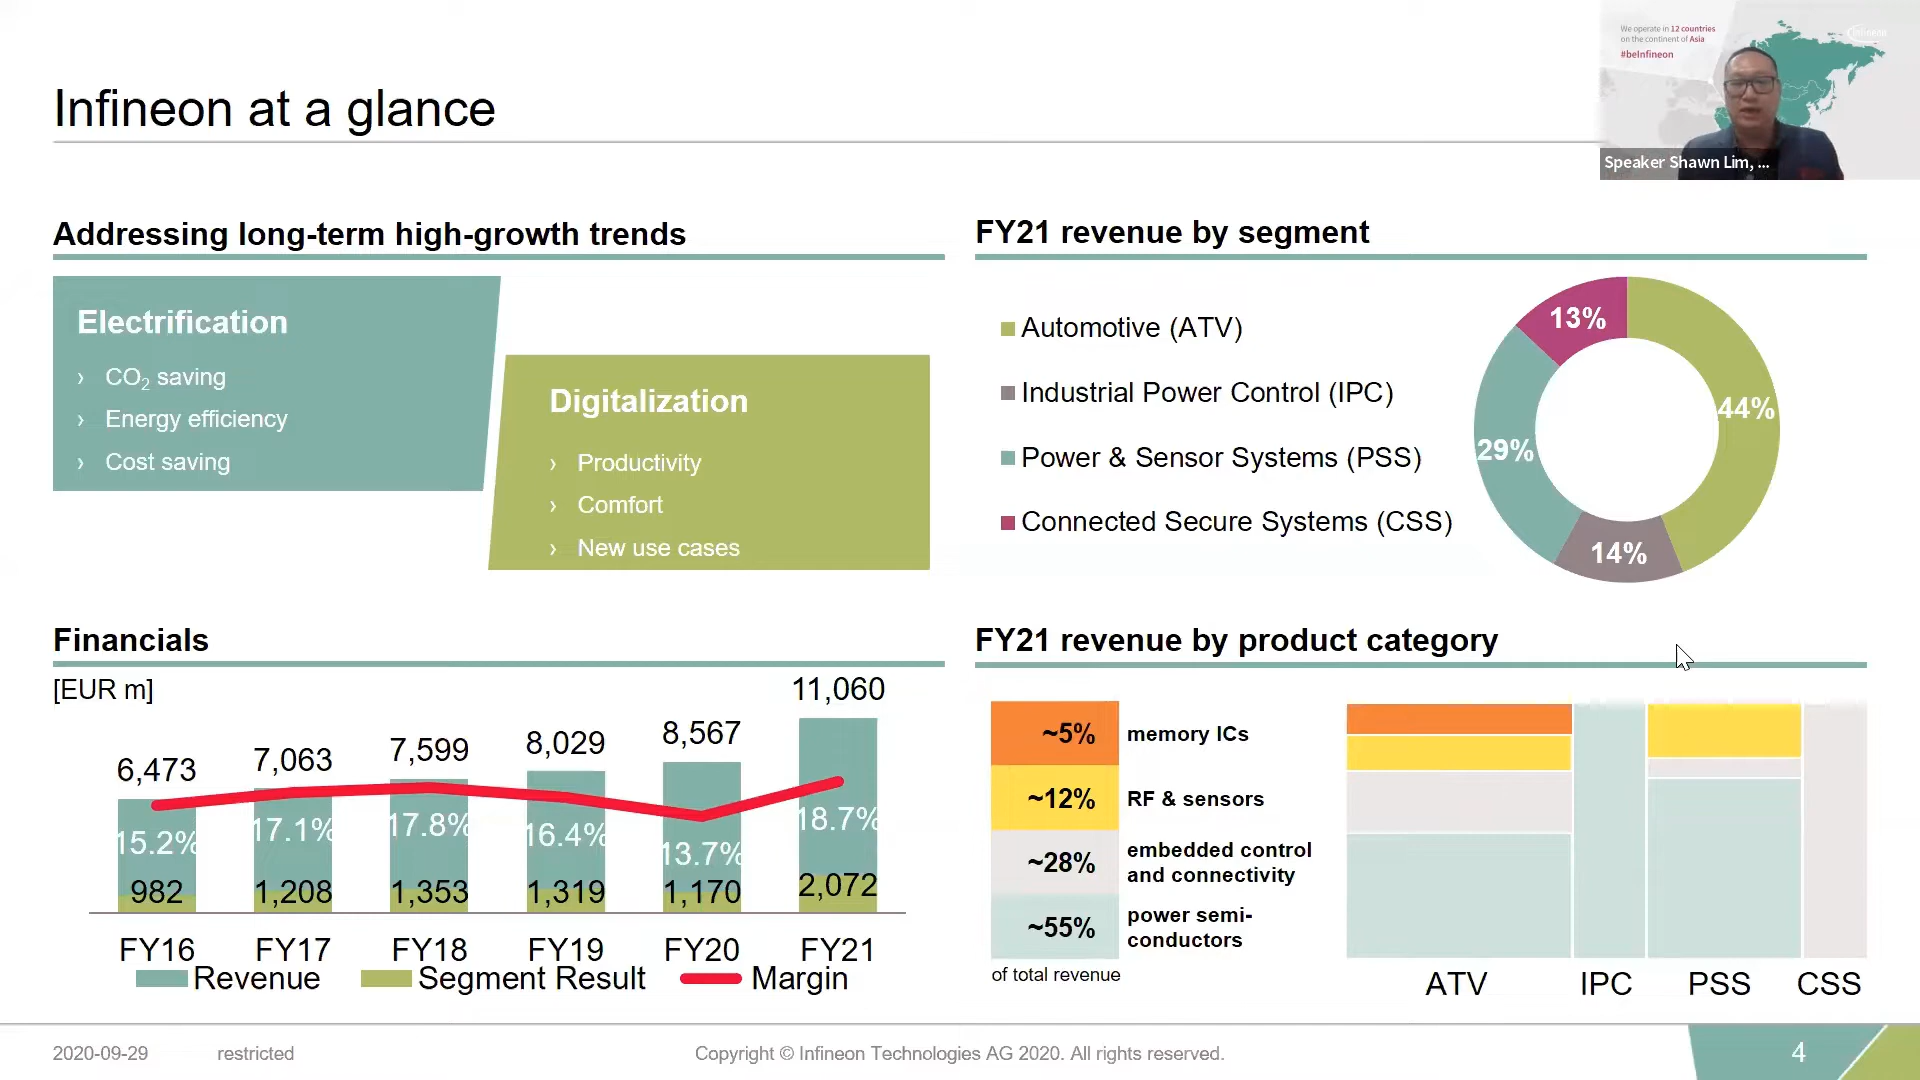 We operate in 12 countries
on the continent of Asia
#beInfineon
infineon
Speaker Shawn Lim, ...
Infineon at a glance
Addressing long-term high-growth trends
Electrification
› CO₂ saving
› Energy efficiency
› Cost saving
Digitalization
› Productivity
› Comfort
› New use cases
FY21 revenue by segment
Automotive (ATV)
Industrial Power Control (IPC)
Power & Sensor Systems (PSS)
Connected Secure Systems (CSS)
13%
44%
29%
14%
Financials
[EUR m]
6,473
7,063
7,599
8,029
8,567
11,060
15.2%
17.1%
17.8%
16.4%
13.7%
18.7%
982
1,208
1,353
1,319
1,170
2,072
FY16 FY17 FY18 FY19 FY20 FY21
Revenue Segment Result Margin
FY21 revenue by product category
~5% memory ICs
~12% RF & sensors
~28% embedded control
and connectivity
~55% power semi-
conductors
of total revenue
ATV IPC PSS CSS
2020-09-29 restricted Copyright © Infineon Technologies AG 2020. All rights reserved. 4